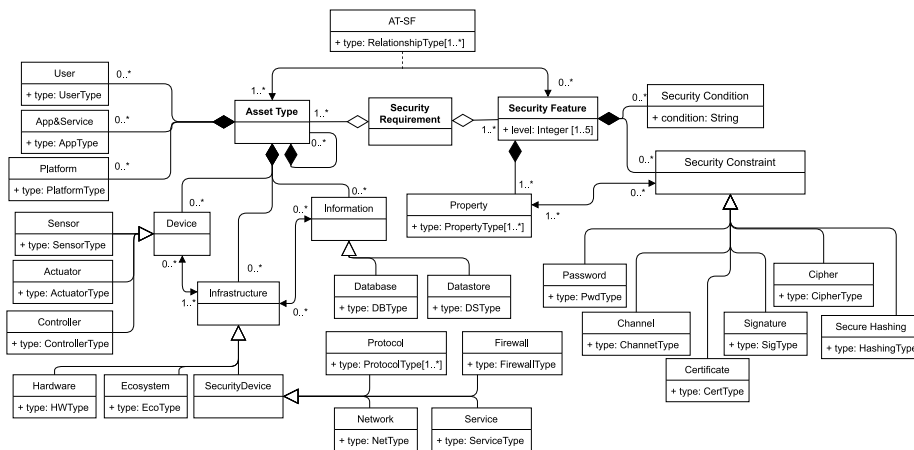 AT-SF
+ type: RelationshipType[1..*]
User
0..*
+ type: UserType
1..*
0..*
Security Condition
0..*
+ condition: String
App&Service
0..*
+ type: AppType
Asset Type
1..*
0..*
Security
Requirement
Security Feature
1..*
+ level: Integer [1..5]
Platform
0..*
+ type: PlatformType
0..*
Security Constraint
Sensor
+ type: SensorType
0..*
Device
0..*
0..*
Information
1..*
Property
+ type: PropertyType[1..*]
0..*
1..*
Actuator
+ type: ActuatorType
0..*
1..*
0..*
Infrastructure
0..*
Database
+ type: DBType
Datastore
+ type: DSType
Password
+ type: PwdType
Cipher
+ type: CipherType
Controller
+ type: ControllerType
Channel
+ type: ChannetType
Signature
+ type: SigType
Secure Hashing
+ type: HashingType
Protocol
+ type: ProtocolType[1..*]
Firewall
+ type: FirewallType
Certificate
+ type: CertType
Hardware
+ type: HWType
Ecosystem
+ type: EcoType
SecurityDevice
Network
+ type: NetType
Service
+ type: ServiceType